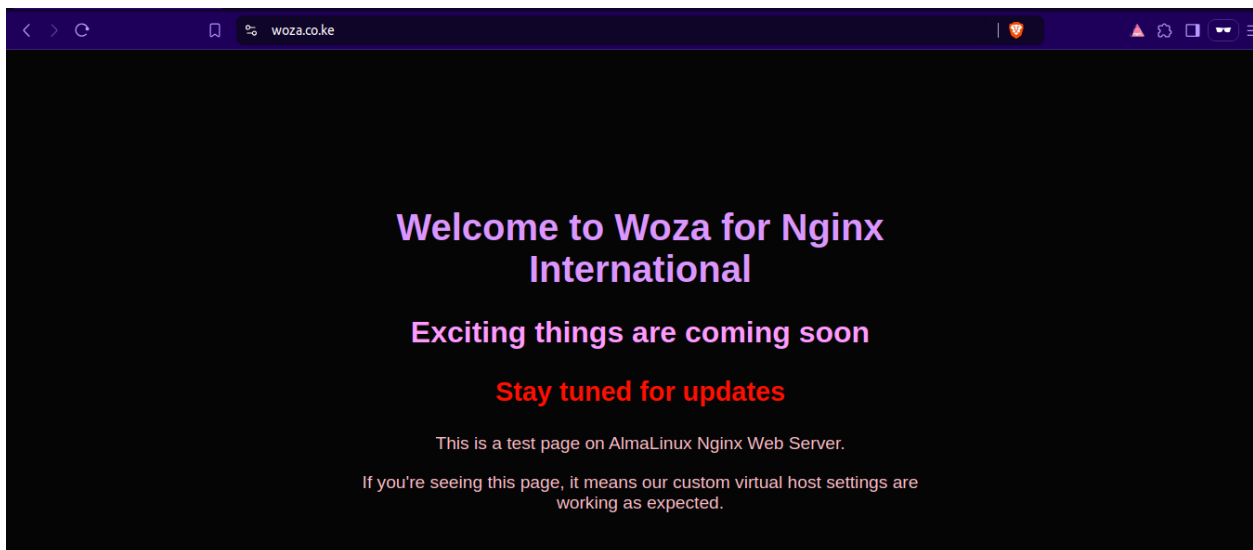 woza.co.ke
Welcome to Woza for Nginx
International
Exciting things are coming soon
Stay tuned for updates
This is a test page on AlmaLinux Nginx Web Server.
If you're seeing this page, it means our custom virtual host settings are
working as expected.